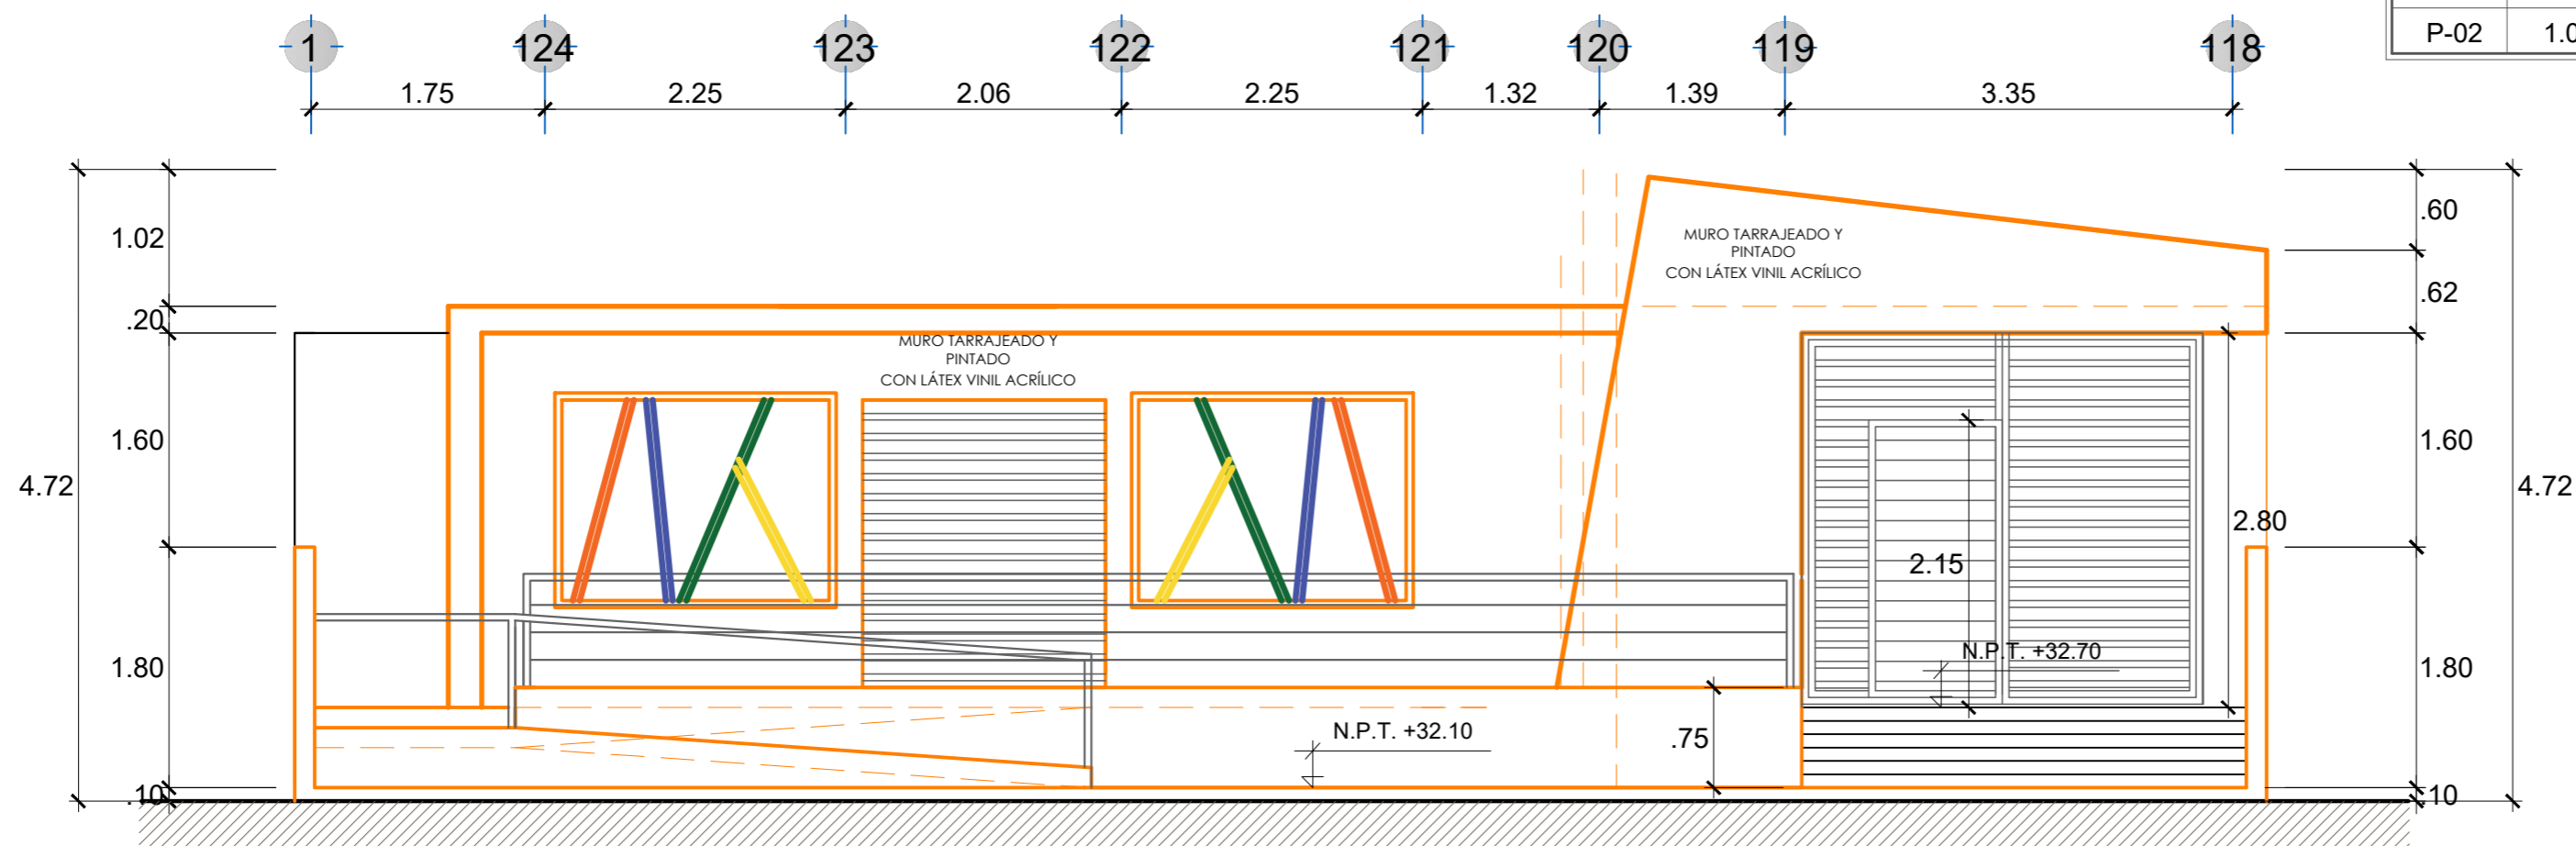 1 124 123 122 121 120 119 118
P-02 1.0
1.75 2.25 2.06 2.25 1.32 1.39 3.35
MURO TARRAJEADO Y
PINTADO
CON LÁTEX VINIL ACRÍLICO
MURO TARRAJEADO Y
PINTADO
CON LÁTEX VINIL ACRÍLICO
4.72
1.02
.20
1.60
1.80
.10
.60
.62
1.60
1.80
.10
4.72
2.80
2.15
N.P.T. +32.70
N.P.T. +32.10
.75